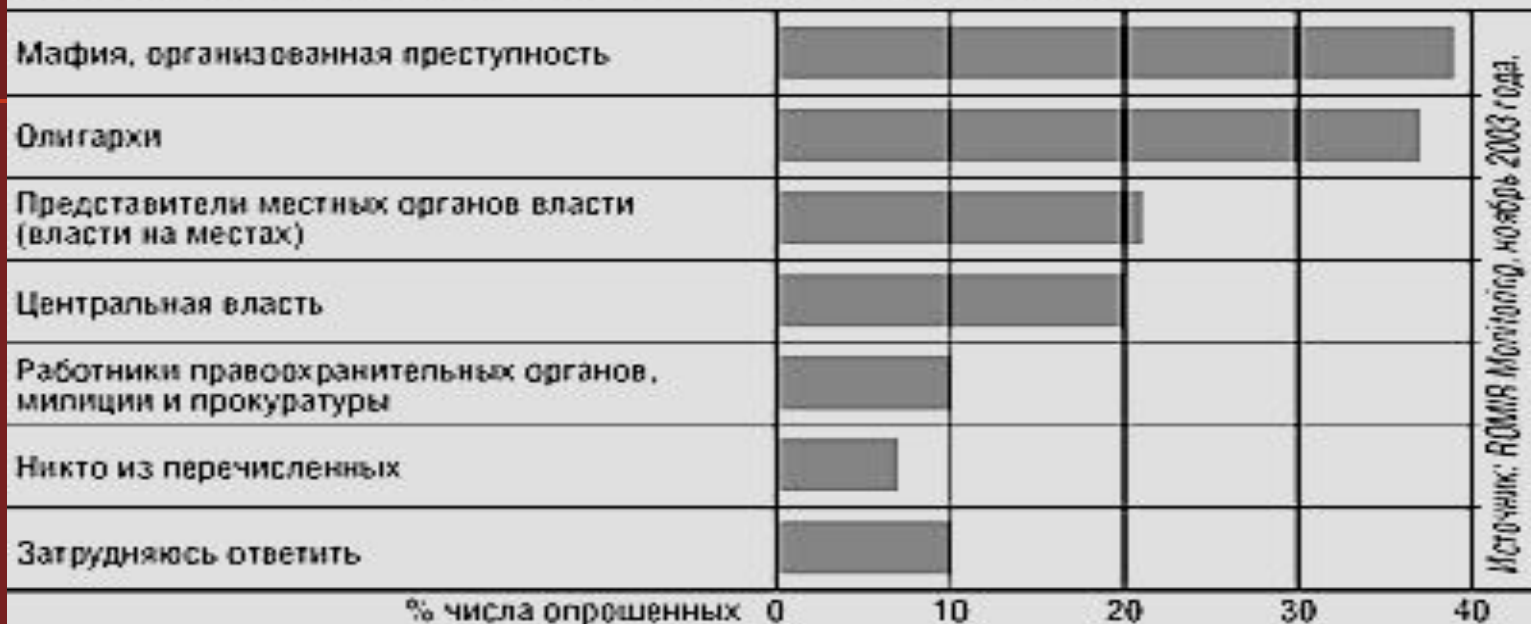 Мафия, организованная преступность
Олигархи
Представители местных органов власти
(власти на местах)
Центральная власть
Работники правоохранительных органов,
милиции и прокуратуры
Никто из перечисленных
Затрудняюсь ответить
% числа опрошенных 0 10 20 30 40
Источник: ROMIR Monitoring, ноябрь 2003 года.